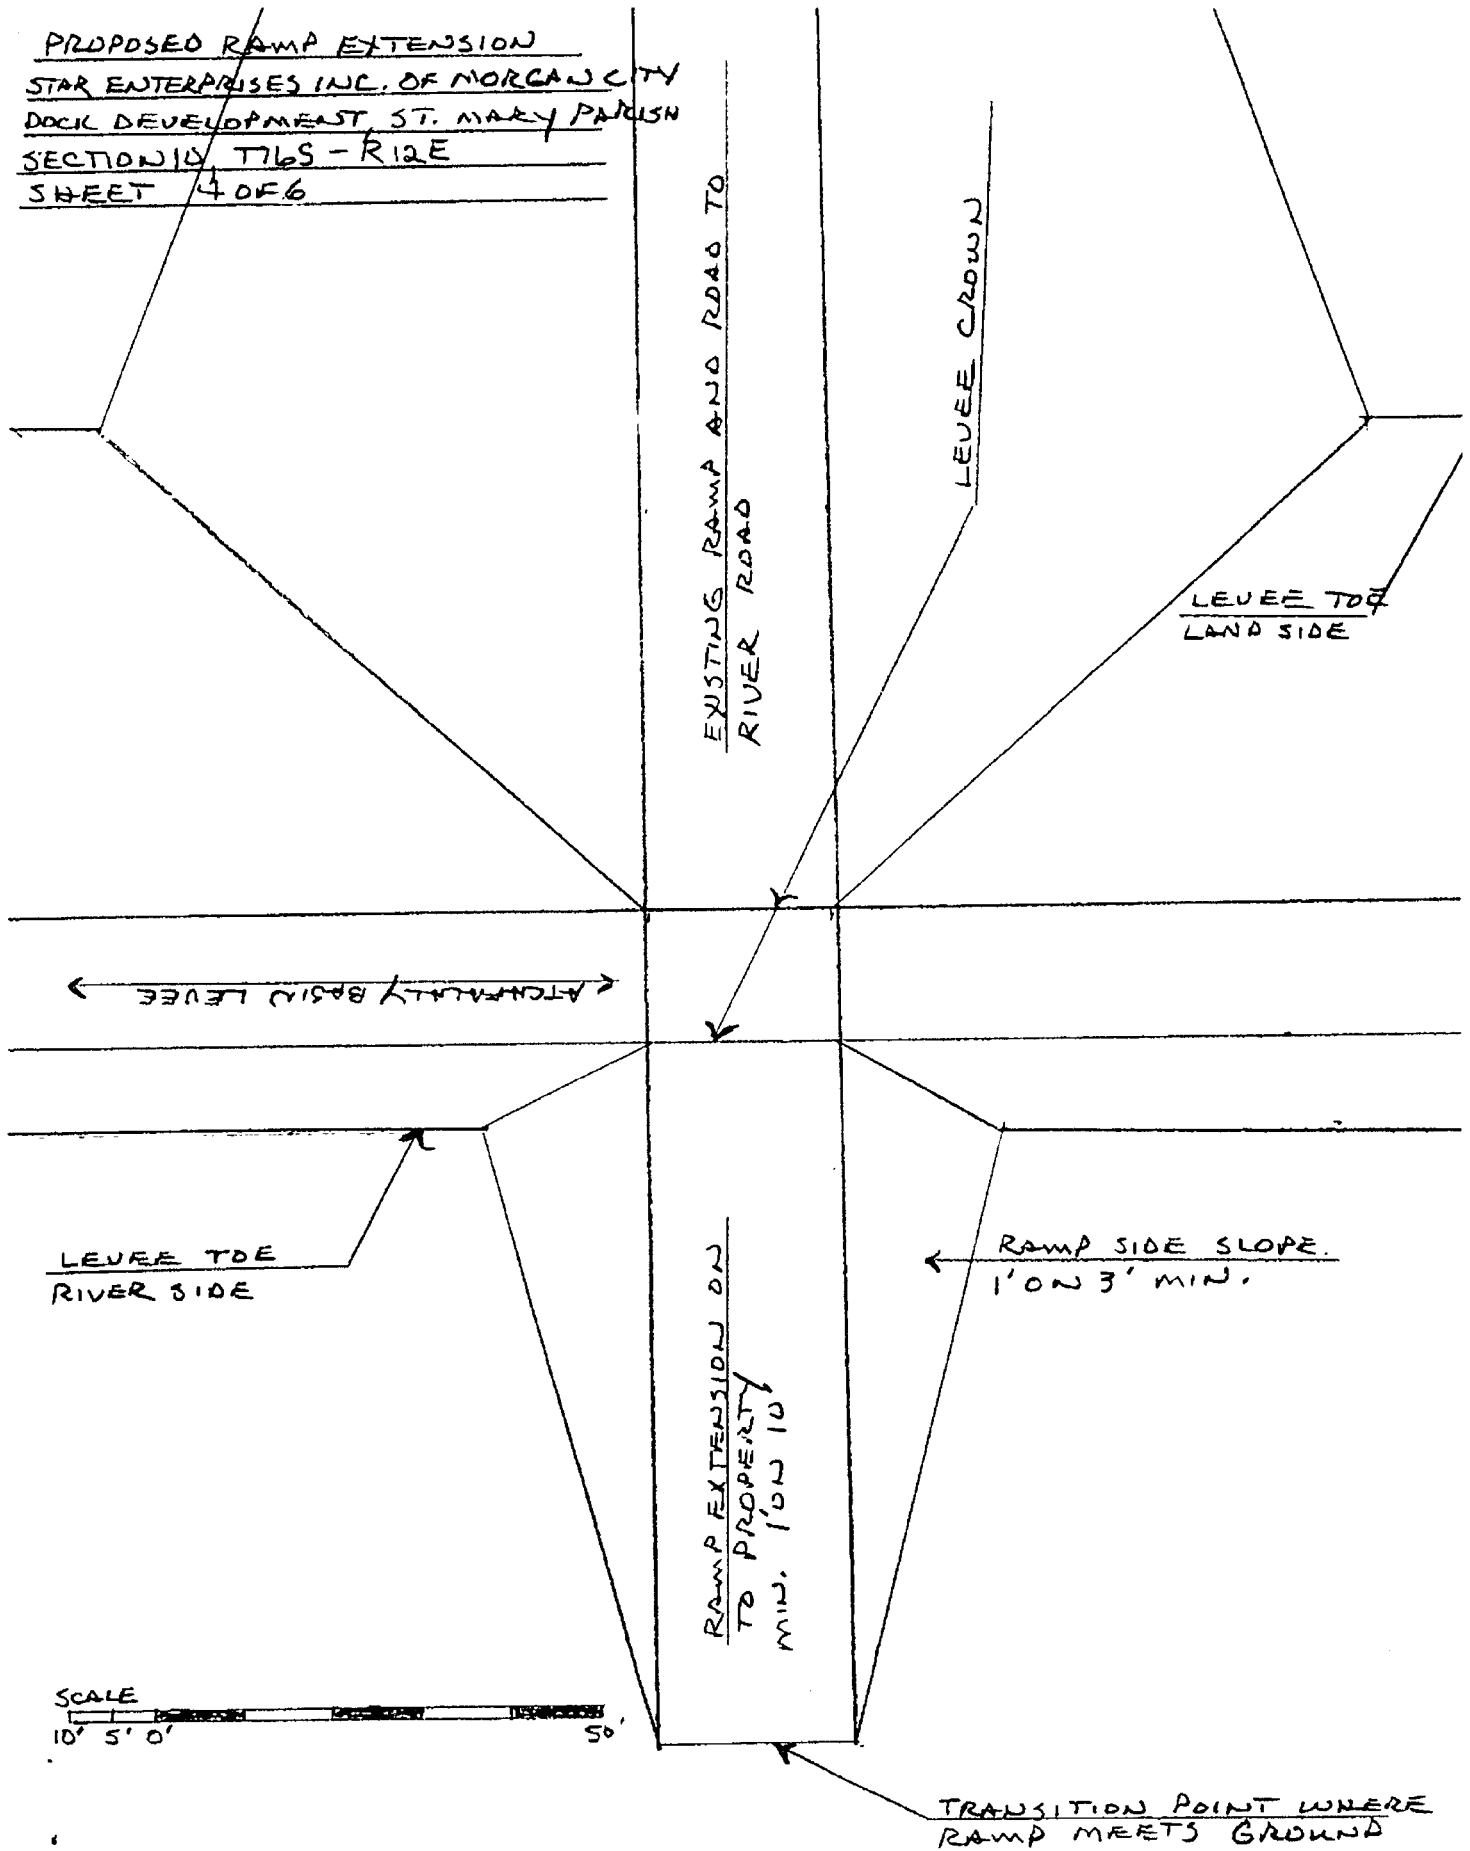 PROPOSED RAMP EXTENSION
STAR ENTERPRISES INC. OF MORGAN CITY
DOCK DEVELOPMENT, ST. MARY PARISH
SECTION 10, T16S - R12E
SHEET 4 OF 6
EXISTING RAMP AND ROAD TO
RIVER ROAD
LEVEE CROWN
LEVEE TOE
LAND SIDE
ATCHAFALAY BASIN LEVEE
LEVEE TOE
RIVER SIDE
RAMP SIDE SLOPE.
1' ON 3' MIN.
RAMP EXTENSION ON
TO PROPERTY
MIN. 1' ON 10'
SCALE
10' 5' 0' 50'
TRANSITION POINT WHERE
RAMP MEETS GROUND